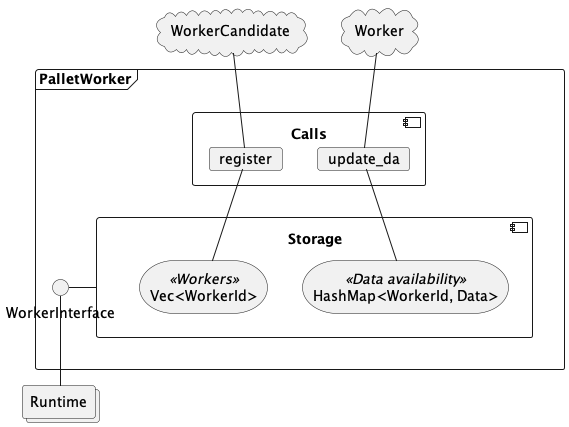 WorkerCandidate
Worker
PalletWorker
Calls
register
update_da
Storage
«Workers»
Vec<WorkerId>
«Data availability»
HashMap<WorkerId, Data>
WorkerInterface
Runtime